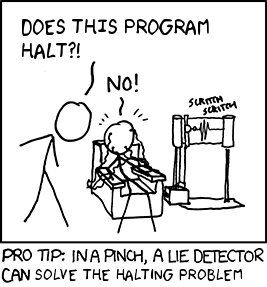 DOES THIS PROGRAM
HALT?!
NO!
SCRITCH
SCRITCH
PRO TIP: IN A PINCH, A LIE DETECTOR
CAN SOLVE THE HALTING PROBLEM